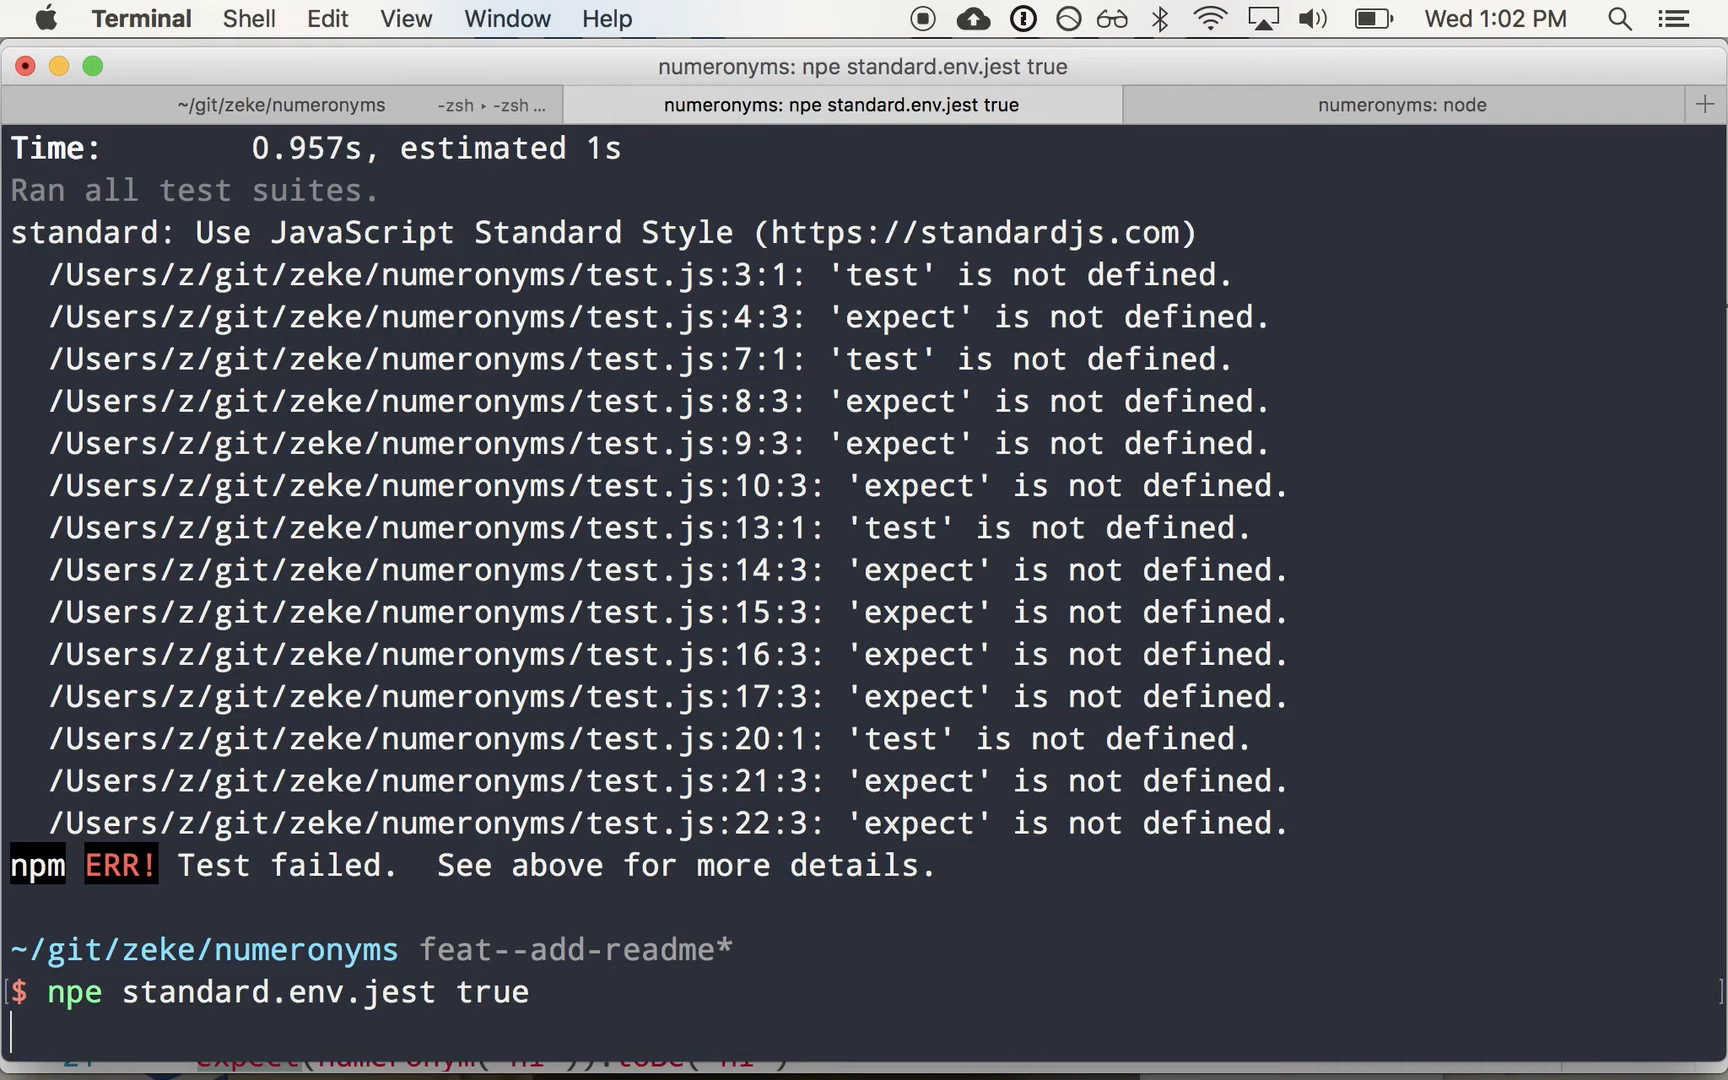 Terminal Shell Edit View Window Help Wed 1:02 PM
numeronyms: npe standard.env.jest true
~/git/zeke/numeronyms -zsh ▸ -zsh ... numeronyms: npe standard.env.jest true numeronyms: node +
Time: 0.957s, estimated 1s
Ran all test suites.
standard: Use JavaScript Standard Style (https://standardjs.com)
/Users/z/git/zeke/numeronyms/test.js:3:1: 'test' is not defined.
/Users/z/git/zeke/numeronyms/test.js:4:3: 'expect' is not defined.
/Users/z/git/zeke/numeronyms/test.js:7:1: 'test' is not defined.
/Users/z/git/zeke/numeronyms/test.js:8:3: 'expect' is not defined.
/Users/z/git/zeke/numeronyms/test.js:9:3: 'expect' is not defined.
/Users/z/git/zeke/numeronyms/test.js:10:3: 'expect' is not defined.
/Users/z/git/zeke/numeronyms/test.js:13:1: 'test' is not defined.
/Users/z/git/zeke/numeronyms/test.js:14:3: 'expect' is not defined.
/Users/z/git/zeke/numeronyms/test.js:15:3: 'expect' is not defined.
/Users/z/git/zeke/numeronyms/test.js:16:3: 'expect' is not defined.
/Users/z/git/zeke/numeronyms/test.js:17:3: 'expect' is not defined.
/Users/z/git/zeke/numeronyms/test.js:20:1: 'test' is not defined.
/Users/z/git/zeke/numeronyms/test.js:21:3: 'expect' is not defined.
/Users/z/git/zeke/numeronyms/test.js:22:3: 'expect' is not defined.
npm ERR! Test failed. See above for more details.
~/git/zeke/numeronyms feat--add-readme*
[$ npe standard.env.jest true ]